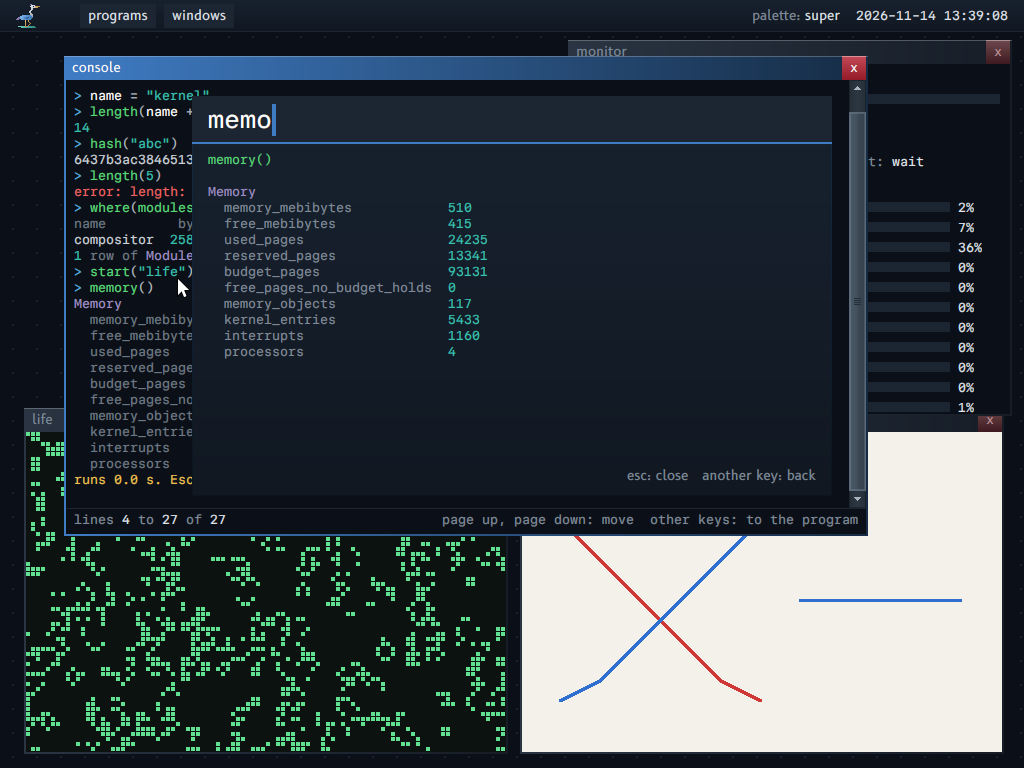 programs windows palette: super 2026-11-14 13:39:08
monitor x
console x
> name = "kernel"
> length(name +
14
> hash("abc")
6437b3ac3846513
> length(5)
error: length:
> where(modules
name by
compositor 258
1 row of Module
> start("life")
> memory()
Memory
memory_mebiby
free_mebibyte
used_pages
reserved_page
budget_pages
free_pages_no
memory_object
kernel_entrie
interrupts
processors
runs 0.0 s. Esc
lines 4 to 27 of 27 page up, page down: move other keys: to the program
memo
memory()
Memory
memory_mebibytes 510
free_mebibytes 415
used_pages 24235
reserved_pages 13341
budget_pages 93131
free_pages_no_budget_holds 0
memory_objects 117
kernel_entries 5433
interrupts 1160
processors 4
esc: close another key: back
t: wait
2%
7%
36%
0%
0%
0%
0%
0%
0%
0%
1%
life
x